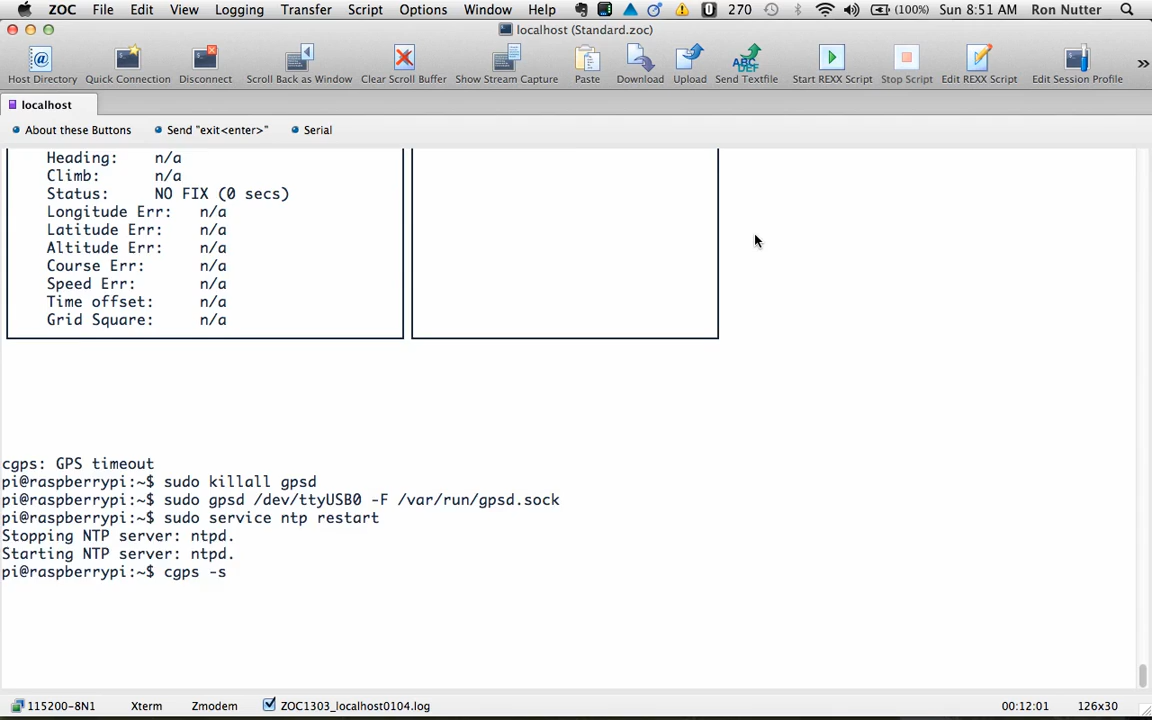 ZOC File Edit View Logging Transfer Script Options Window Help 270 (100%) Sun 8:51 AM Ron Nutter
localhost (Standard.zoc)
Host Directory Quick Connection Disconnect Scroll Back as Window Clear Scroll Buffer Show Stream Capture Paste Download Upload Send Textfile Start REXX Script Stop Script Edit REXX Script Edit Session Profile
localhost
About these Buttons Send "exit<enter>" Serial
Heading: n/a
Climb: n/a
Status: NO FIX (0 secs)
Longitude Err: n/a
Latitude Err: n/a
Altitude Err: n/a
Course Err: n/a
Speed Err: n/a
Time offset: n/a
Grid Square: n/a
cgps: GPS timeout
pi@raspberrypi:~$ sudo killall gpsd
pi@raspberrypi:~$ sudo gpsd /dev/ttyUSB0 -F /var/run/gpsd.sock
pi@raspberrypi:~$ sudo service ntp restart
Stopping NTP server: ntpd.
Starting NTP server: ntpd.
pi@raspberrypi:~$ cgps -s
115200-8N1 Xterm Zmodem ZOC1303_localhost0104.log 00:12:01 126x30